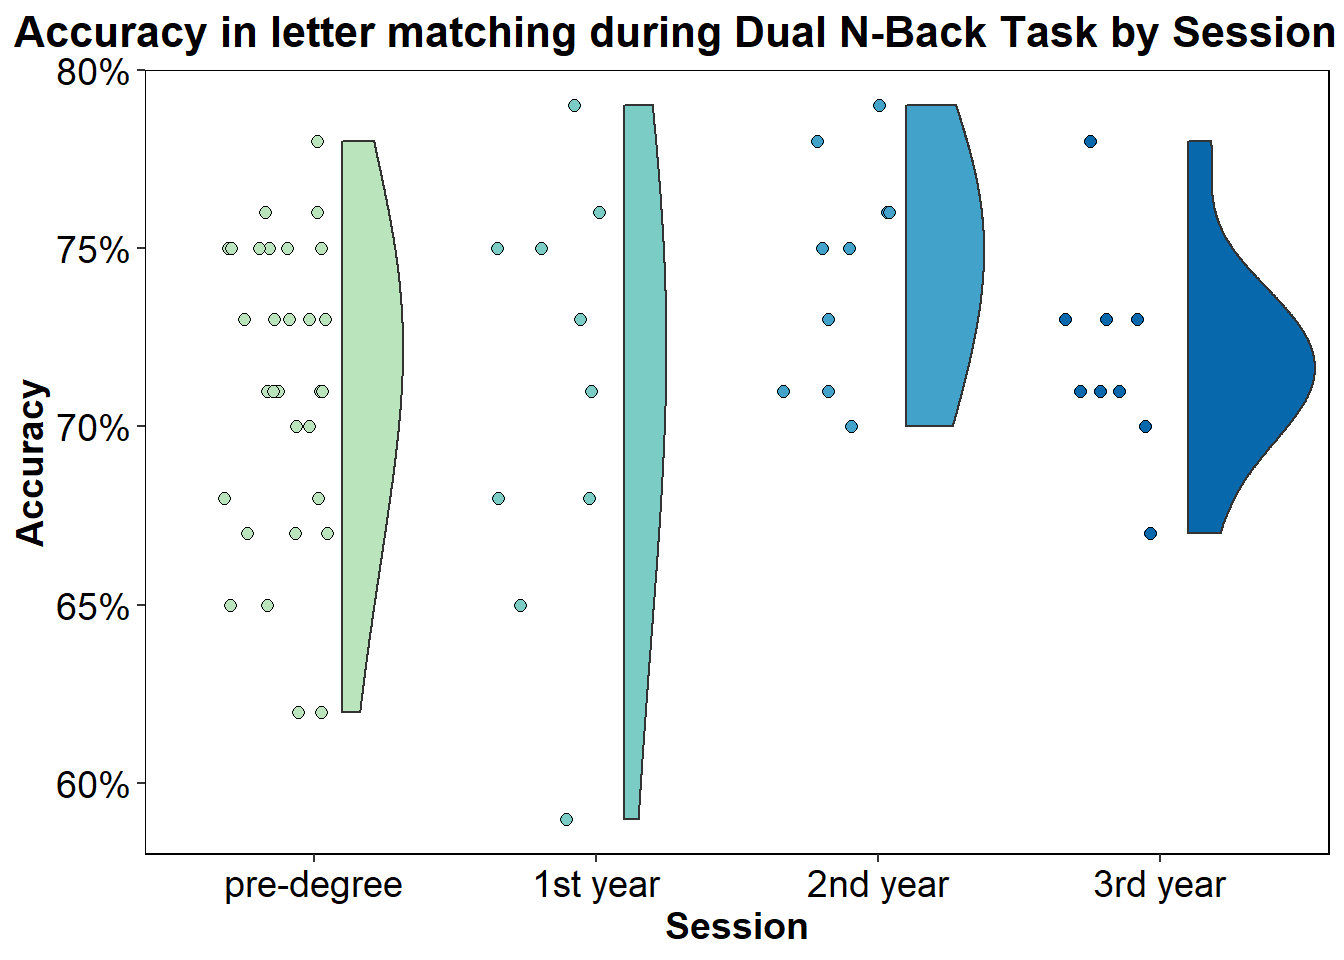 Accuracy in letter matching during Dual N-Back Task by Session
80%
75%
70%
65%
60%
Accuracy
pre-degree 1st year 2nd year 3rd year
Session